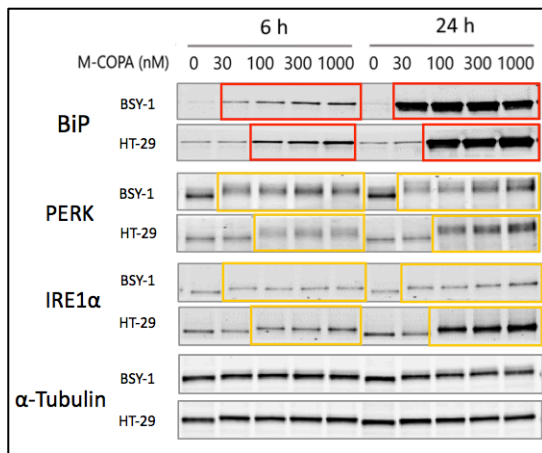 6 h 24 h
M-COPA (nM) 0 30 100 300 1000 0 30 100 300 1000
BiP
BSY-1
HT-29
PERK
BSY-1
HT-29
IRE1α
BSY-1
HT-29
α-Tubulin
BSY-1
HT-29